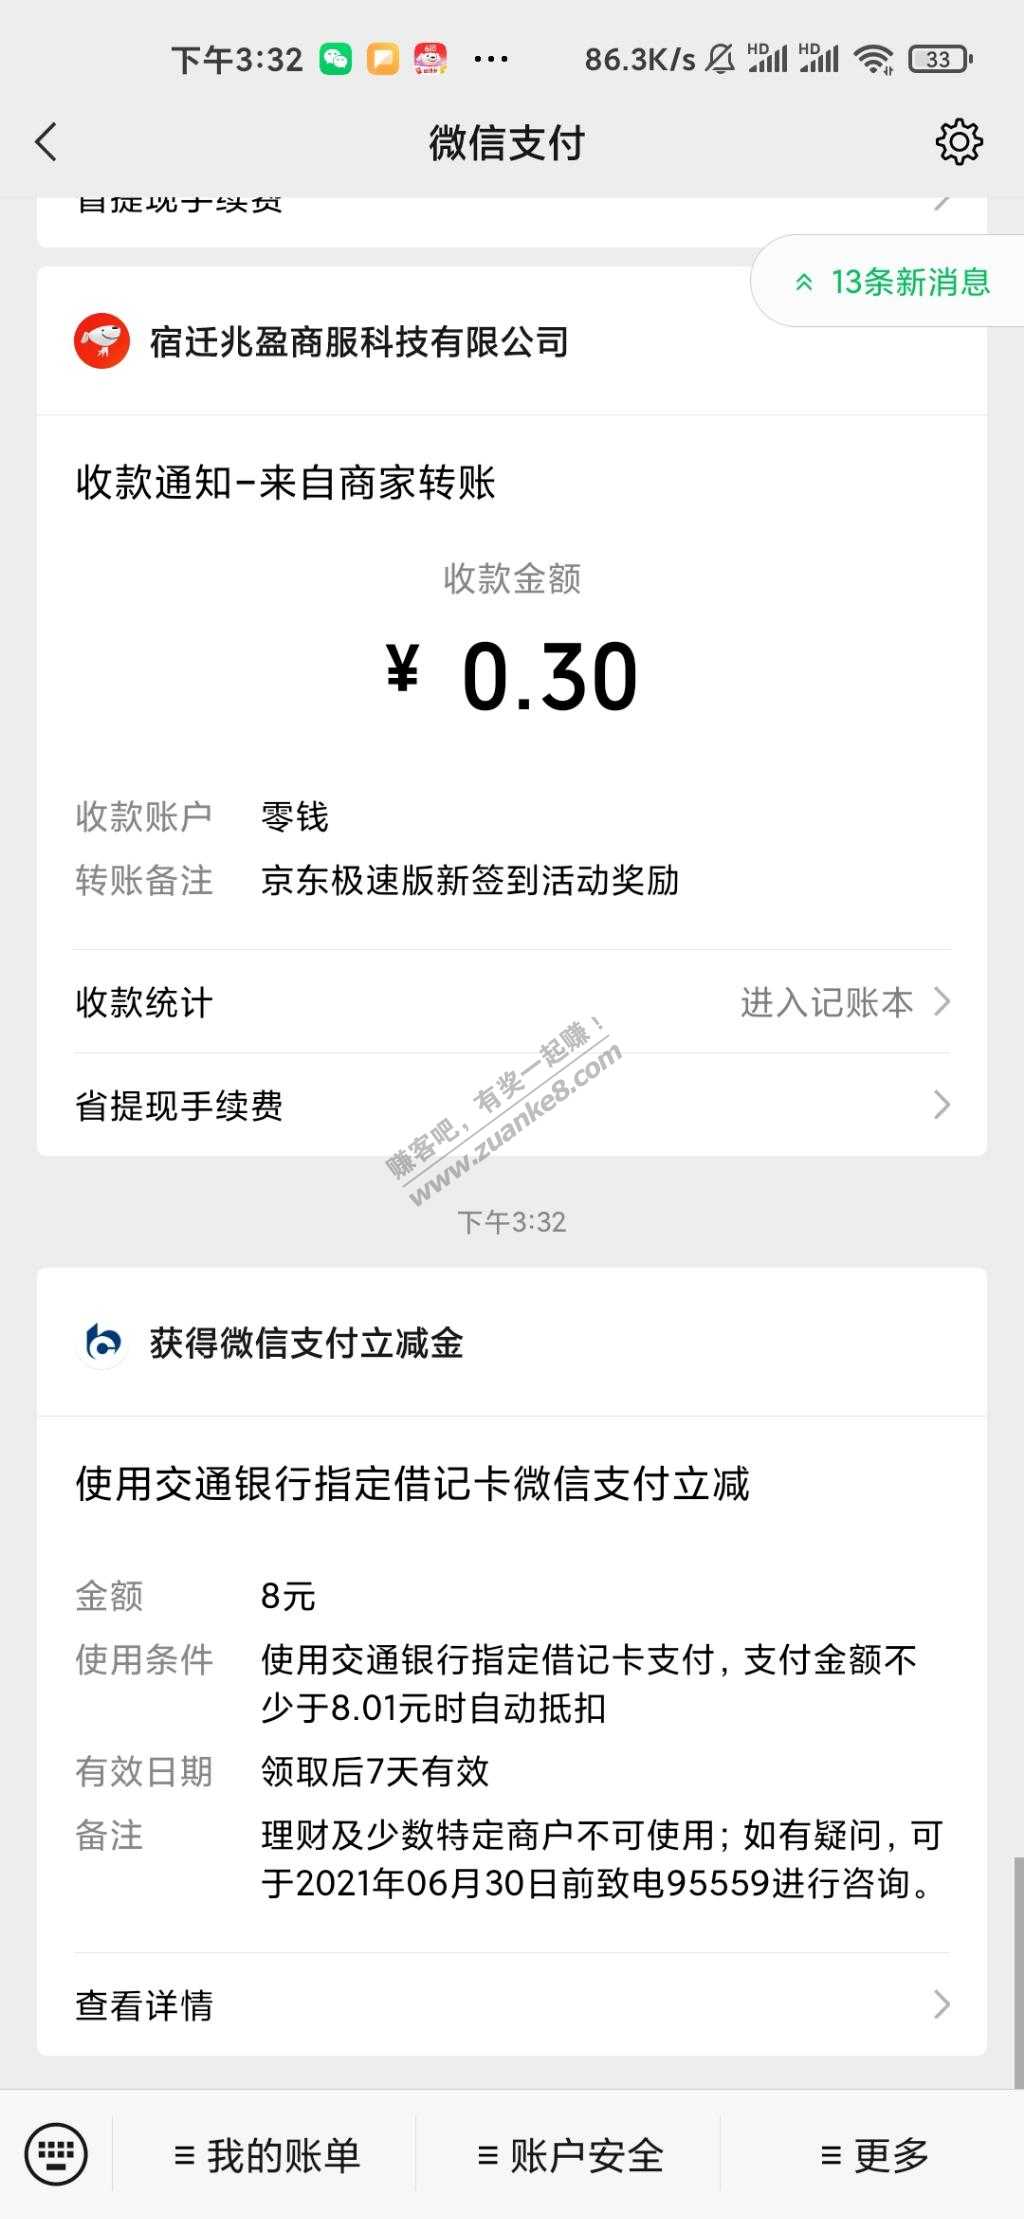 下午3:32 ··· 86.3K/s HD HD 33
微信支付
省提现手续费
13条新消息
宿迁兆盈商服科技有限公司
收款通知-来自商家转账
收款金额
¥ 0.30
收款账户 零钱
转账备注 京东极速版新签到活动奖励
收款统计 进入记账本
省提现手续费
赚客吧，有奖一起赚！
www.zuanke8.com
下午3:32
获得微信支付立减金
使用交通银行指定借记卡微信支付立减
金额 8元
使用条件 使用交通银行指定借记卡支付，支付金额不
少于8.01元时自动抵扣
有效日期 领取后7天有效
备注 理财及少数特定商户不可使用；如有疑问，可
于2021年06月30日前致电95559进行咨询。
查看详情
我的账单 账户安全 更多